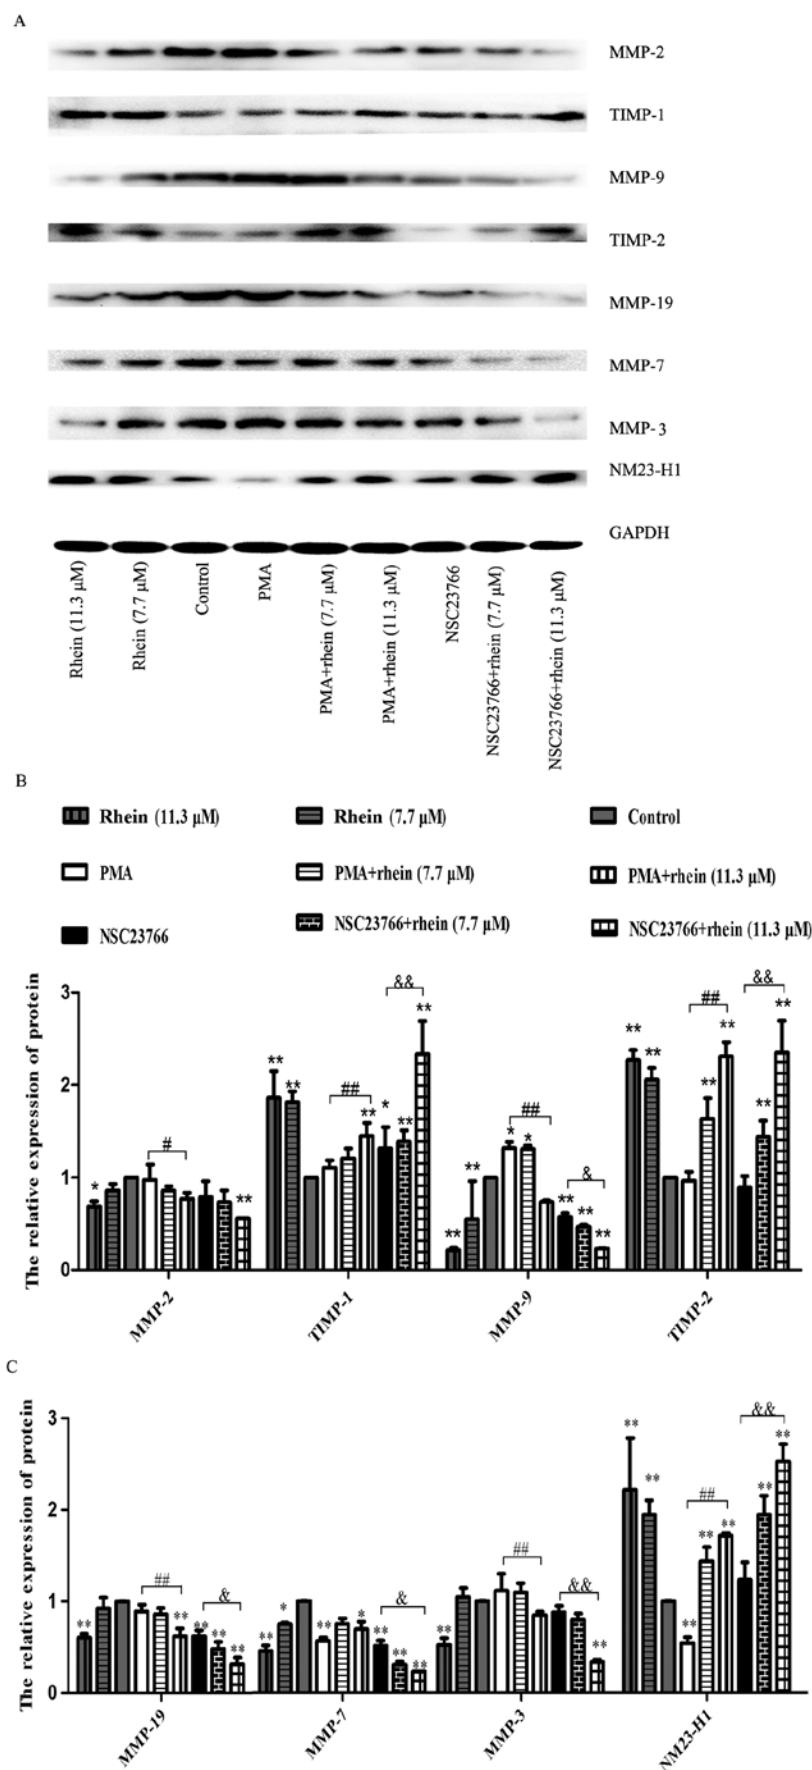 A
MMP-2
TIMP-1
MMP-9
TIMP-2
MMP-19
MMP-7
MMP-3
NM23-H1
GAPDH
Rhein (11.3 μM)
Rhein (7.7 μM)
Control
PMA
PMA+rhein (7.7 μM)
PMA+rhein (11.3 μM)
NSC23766
NSC23766+rhein (7.7 μM)
NSC23766+rhein (11.3 μM)
B
Rhein (11.3 μM) Rhein (7.7 μM) Control
PMA PMA+rhein (7.7 μM) PMA+rhein (11.3 μM)
NSC23766 NSC23766+rhein (7.7 μM) NSC23766+rhein (11.3 μM)
The relative expression of protein
3
2
1
0
* # **
** ** ## ** * ** && **
** ** * ## * ** ** & **
** ** ## ** ** ** && **
MMP-2 TIMP-1 MMP-9 TIMP-2
C
The relative expression of protein
3
2
1
0
** ## ** ** ** & **
** * ** * ** ** & **
** ## && **
** ** ** ## ** ** ** && **
MMP-19 MMP-7 MMP-3 NM23-H1